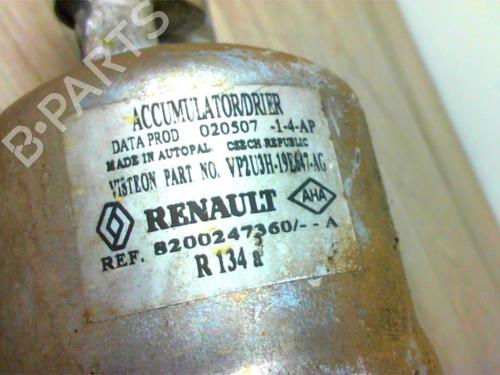 ACCUMULATOR/DRIER
DATA PROD 020507 -1-4-AP
MADE IN AUTOPAL CZECH REPUBLIC
VISTEON PART NO. VP2U3H-19E647-AG
RENAULT AHA
REF. 8200247360/-- A
R 134 a
B-PARTS